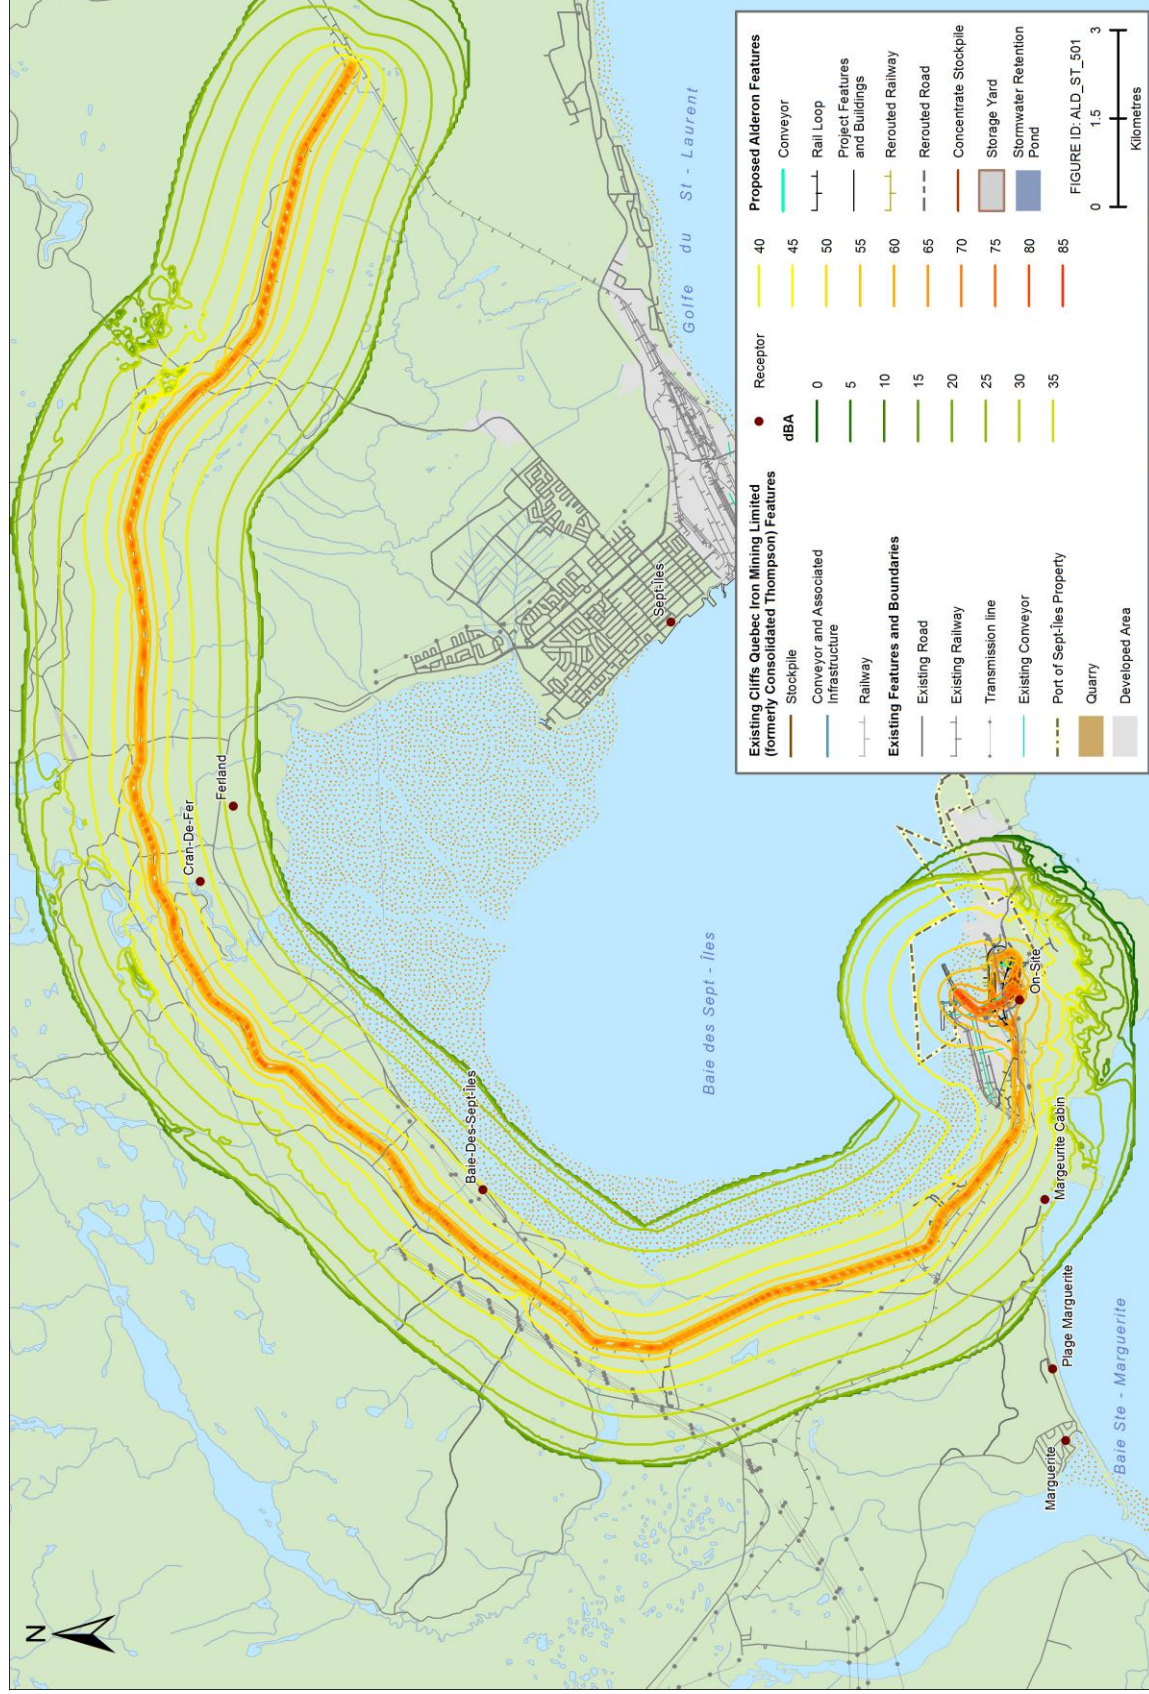 N
Golfe du St - Laurent
Cran-De-Fer
Ferland
Sept-Îles
Baie-Des-Sept-Îles
Baie des Sept - Îles
On-Site
Margeurite Cabin
Plage Marguerite
Marguerite
Baie Ste - Marguerite
Existing Cliffs Quebec Iron Mining Limited
(formerly Consolidated Thompson) Features
Stockpile
Conveyor and Associated
Infrastructure
Railway
Existing Features and Boundaries
Existing Road
Existing Railway
Transmission line
Existing Conveyor
Port of Sept-Îles Property
Quarry
Developed Area
Receptor
dBA
0
5
10
15
20
25
30
35
40
45
50
55
60
65
70
75
80
85
Proposed Alderon Features
Conveyor
Rail Loop
Project Features
and Buildings
Rerouted Railway
Rerouted Road
Concentrate Stockpile
Storage Yard
Stormwater Retention
Pond
FIGURE ID: ALD_ST_501
0 1.5 3
Kilometres